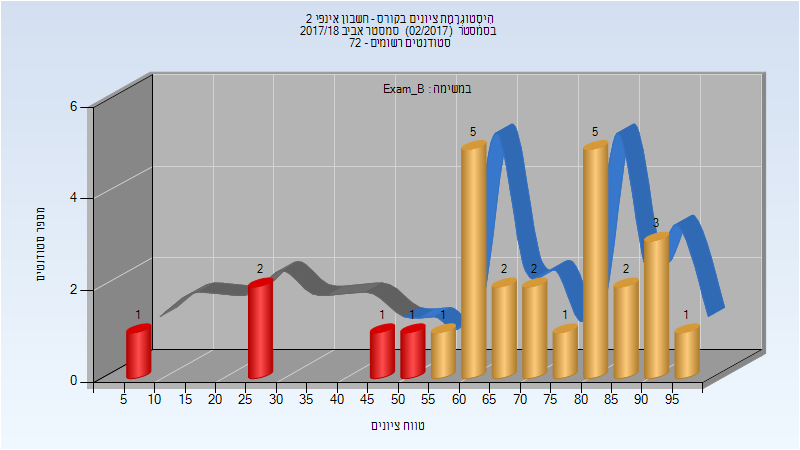 היסטוגרמת ציונים בקורס - חשבון אינפי 2
בסמסטר (02/2017) סמסטר אביב 2017/18
סטודנטים רשומים - 72
במשימה : Exam_B
מספר סטודנטים
6
4
2
0
1
2
1
1
1
5
2
2
1
5
2
3
1
5 10 15 20 25 30 35 40 45 50 55 60 65 70 75 80 85 90 95
טווח ציונים